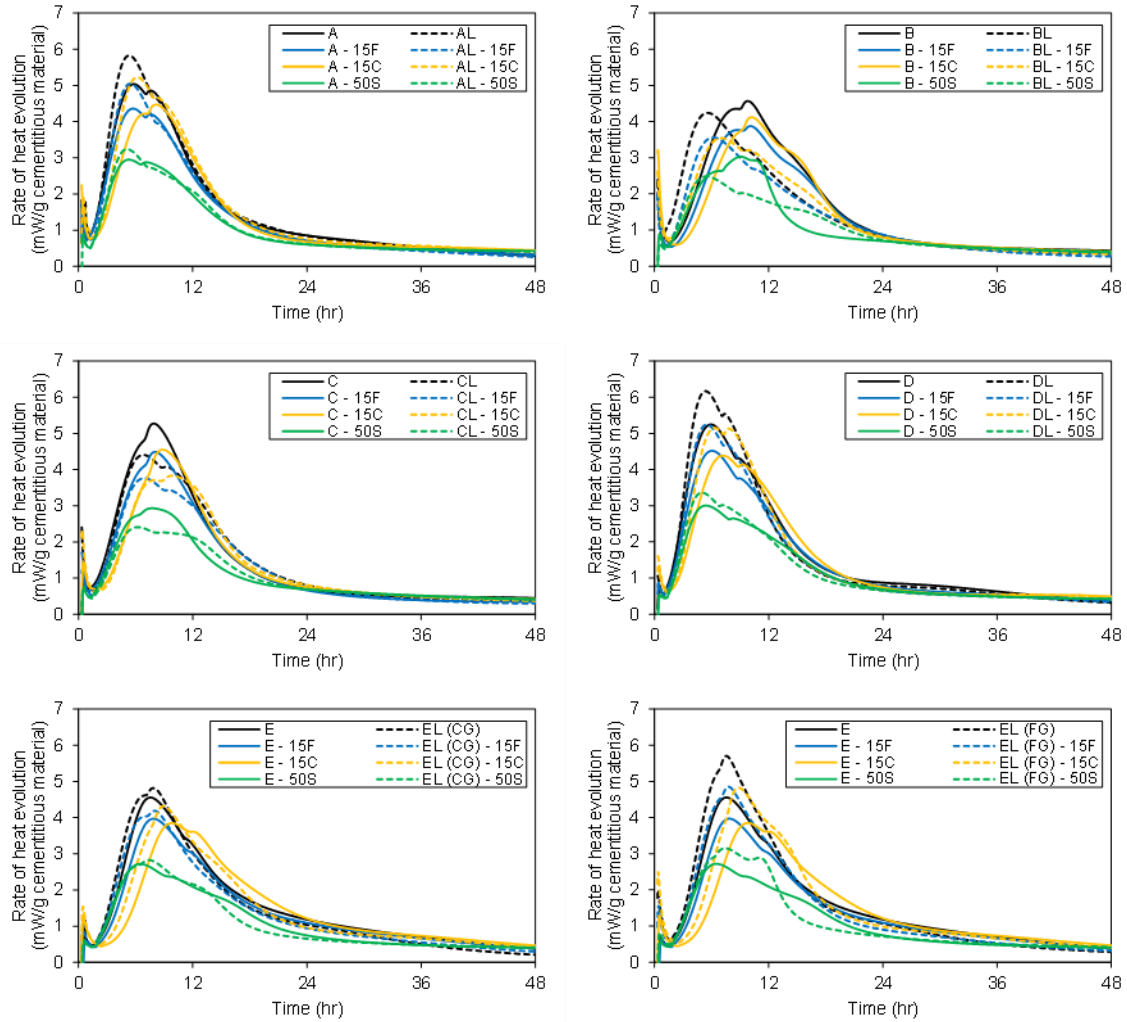 Rate of heat evolution
(mW/g cementitious material)
7
6
5
4
3
2
1
0
A
AL
A - 15F
AL - 15F
A - 15C
AL - 15C
A - 50S
AL - 50S
0
12
24
36
48
Time (hr)
Rate of heat evolution
(mW/g cementitious material)
7
6
5
4
3
2
1
0
B
BL
B - 15F
BL - 15F
B - 15C
BL - 15C
B - 50S
BL - 50S
0
12
24
36
48
Time (hr)
Rate of heat evolution
(mW/g cementitious material)
7
6
5
4
3
2
1
0
C
CL
C - 15F
CL - 15F
C - 15C
CL - 15C
C - 50S
CL - 50S
0
12
24
36
48
Time (hr)
Rate of heat evolution
(mW/g cementitious material)
7
6
5
4
3
2
1
0
D
DL
D - 15F
DL - 15F
D - 15C
DL - 15C
D - 50S
DL - 50S
0
12
24
36
48
Time (hr)
Rate of heat evolution
(mW/g cementitious material)
7
6
5
4
3
2
1
0
E
EL (CG)
E - 15F
EL (CG) - 15F
E - 15C
EL (CG) - 15C
E - 50S
EL (CG) - 50S
0
12
24
36
48
Time (hr)
Rate of heat evolution
(mW/g cementitious material)
7
6
5
4
3
2
1
0
E
EL (FG)
E - 15F
EL (FG) - 15F
E - 15C
EL (FG) - 15C
E - 50S
EL (FG) - 50S
0
12
24
36
48
Time (hr)